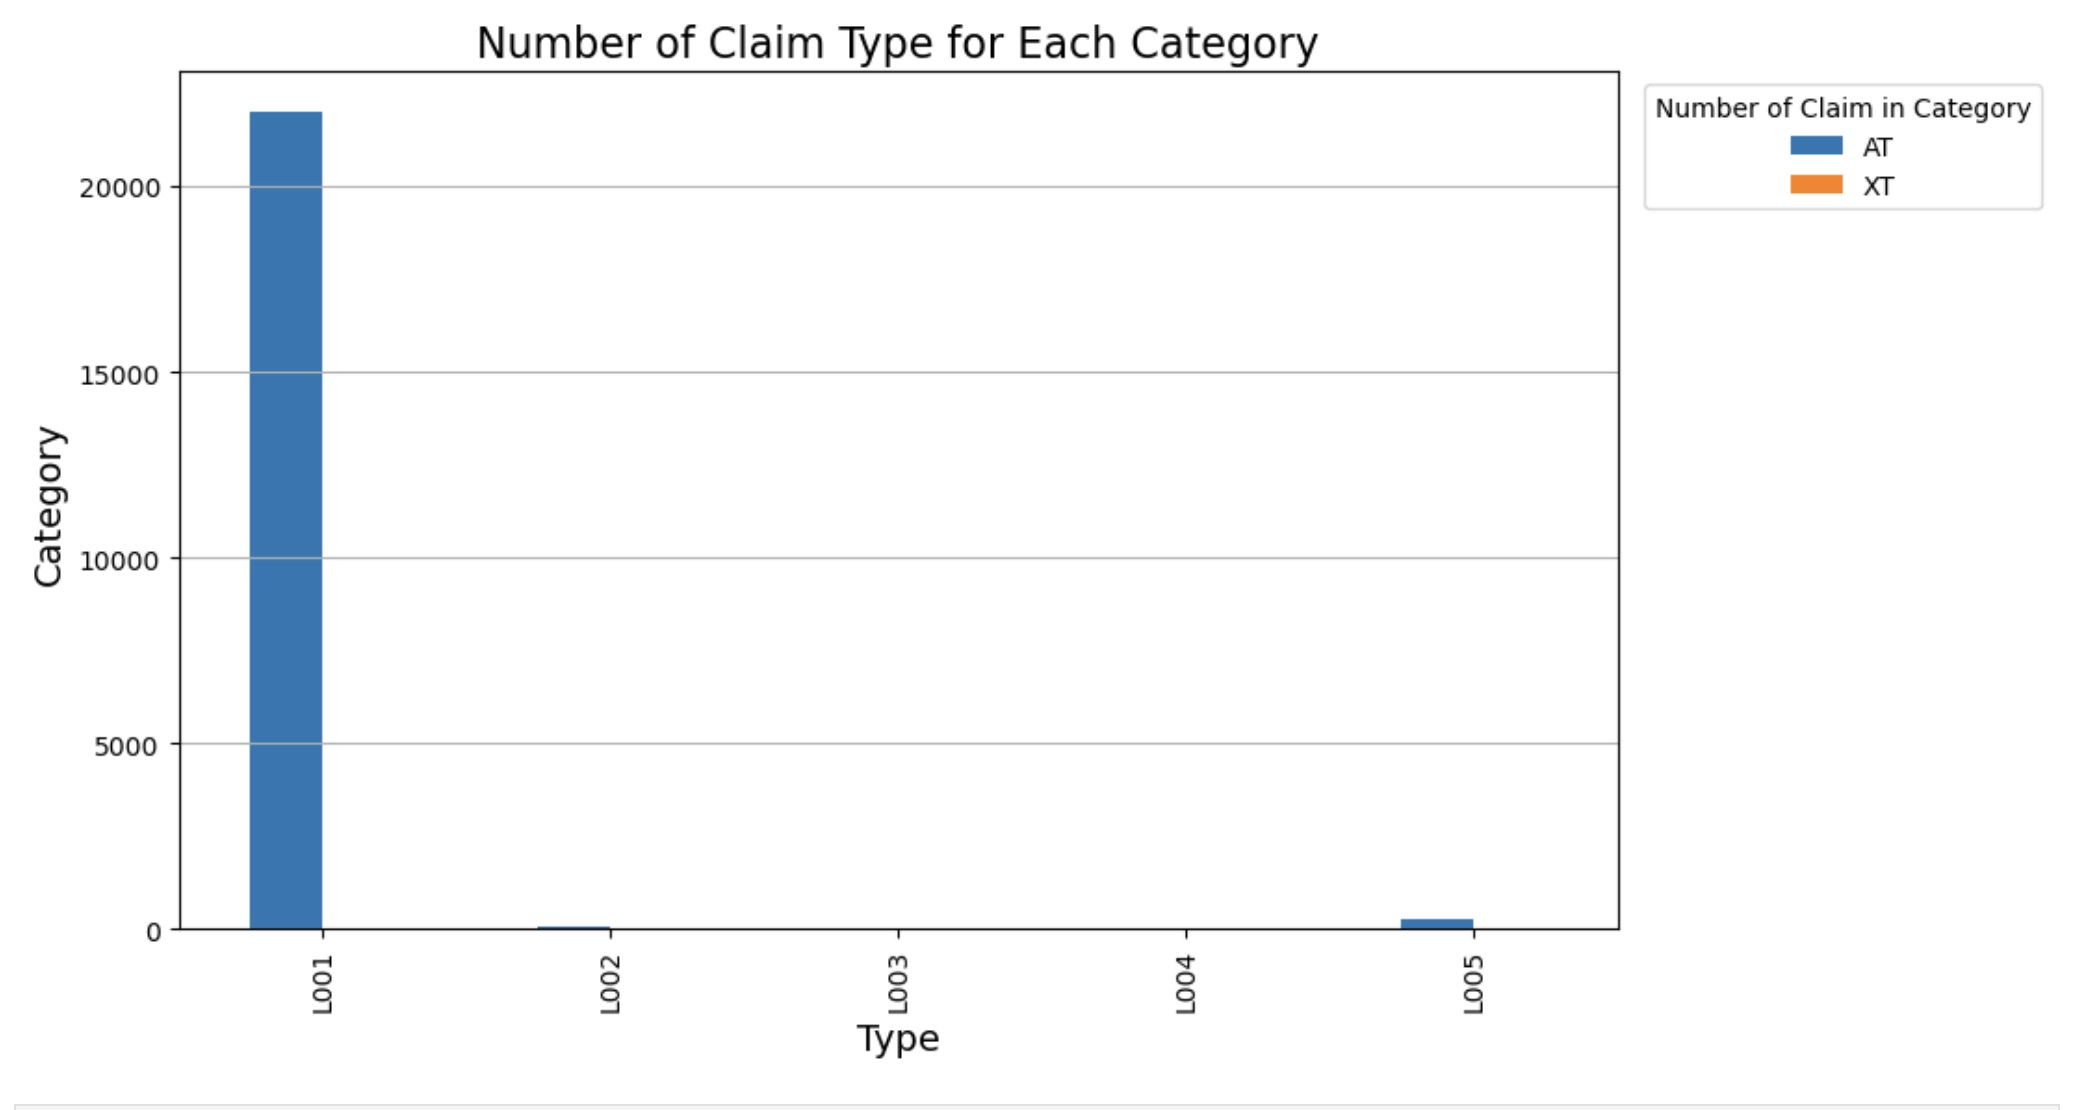 Number of Claim Type for Each Category
Number of Claim in Category
AT
XT
20000
15000
10000
5000
0
Category
L001
L002
L003
L004
L005
Type